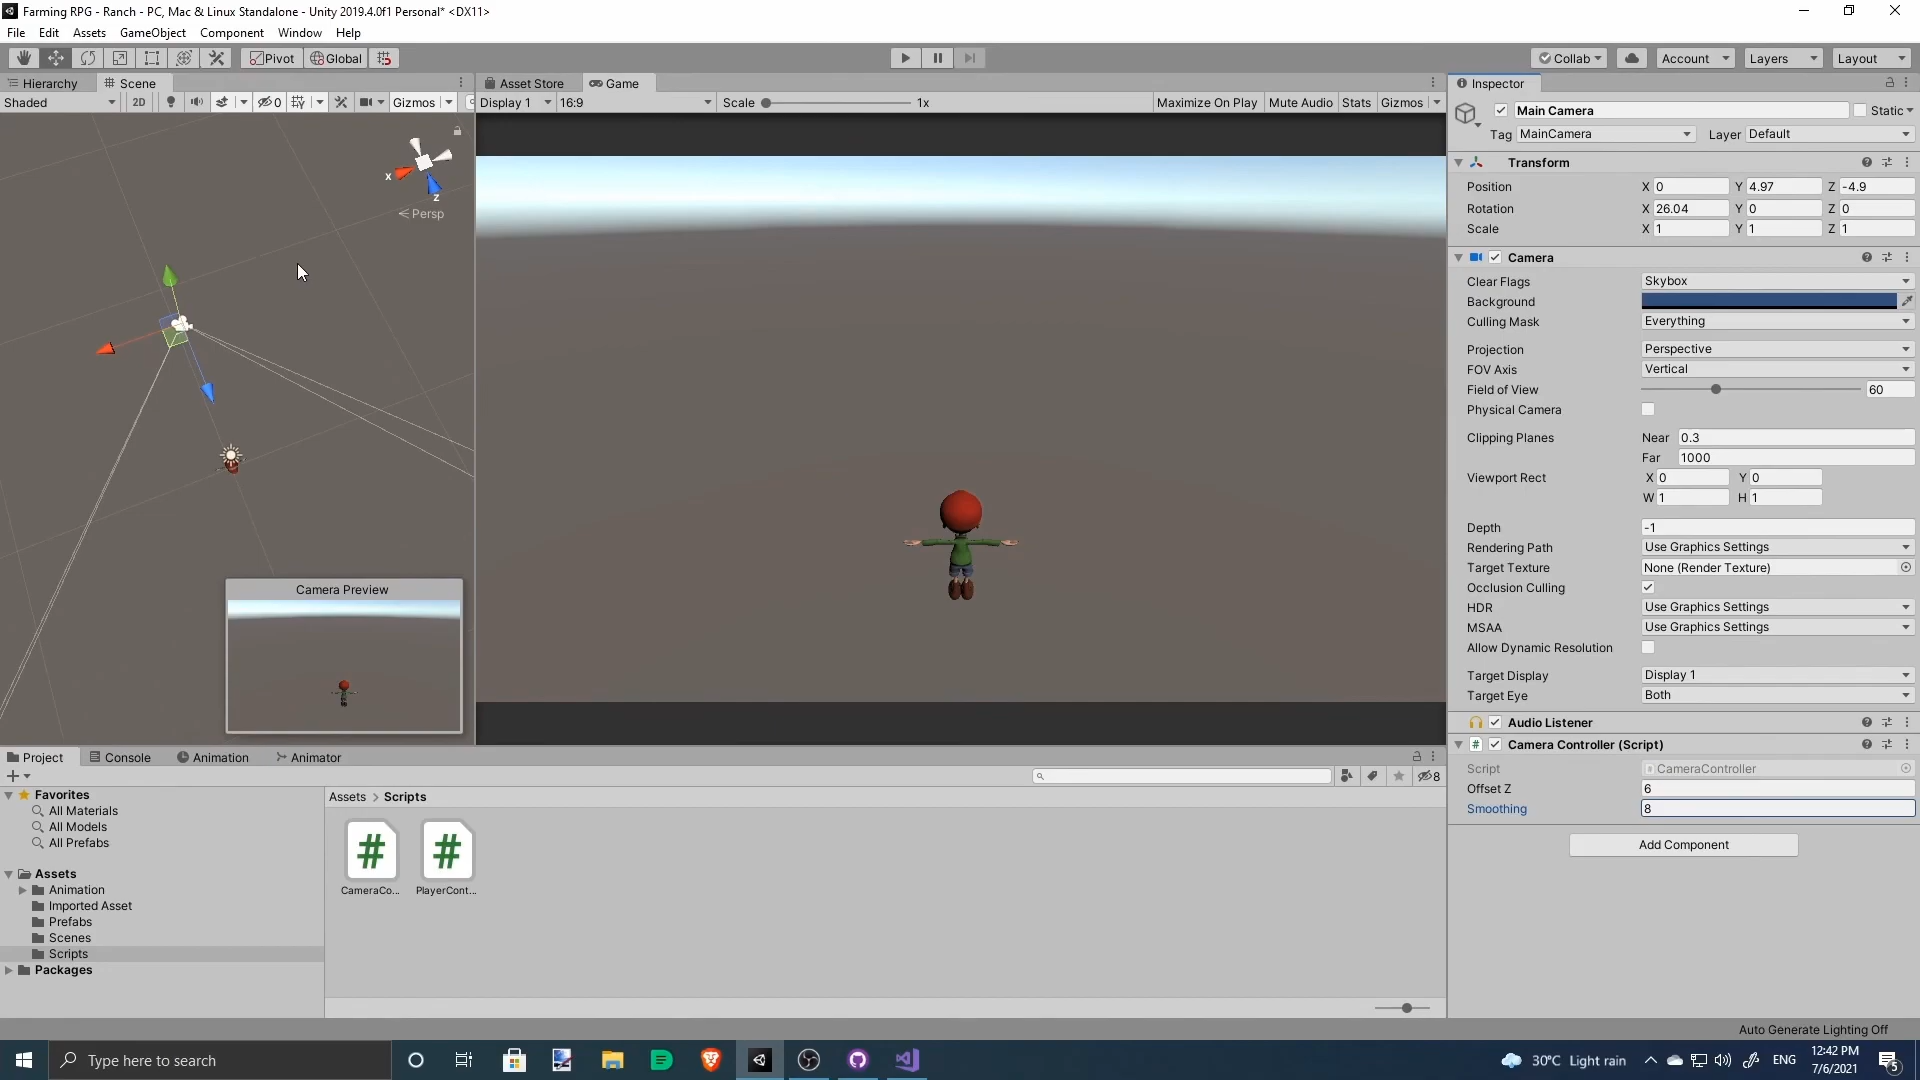 Farming RPG - Ranch - PC, Mac & Linux Standalone - Unity 2019.4.0f1 Personal* <DX11>
File Edit Assets GameObject Component Window Help
Pivot Global Collab Account Layers Layout
Hierarchy Scene Asset Store Game Inspector
Shaded 2D 0 Gizmos Display 1 16:9 Scale 1x Maximize On Play Mute Audio Stats Gizmos
Main Camera Static
Tag MainCamera Layer Default
Transform
Position X 0 Y 4.97 Z -4.9
Rotation X 26.04 Y 0 Z 0
Scale X 1 Y 1 Z 1
x
z
< Persp
Camera
Clear Flags Skybox
Background
Culling Mask Everything
Projection Perspective
FOV Axis Vertical
Field of View 60
Physical Camera
Clipping Planes Near 0.3
Far 1000
Viewport Rect X 0 Y 0
W 1 H 1
Depth -1
Rendering Path Use Graphics Settings
Target Texture None (Render Texture)
Occlusion Culling
HDR Use Graphics Settings
MSAA Use Graphics Settings
Allow Dynamic Resolution
Target Display Display 1
Target Eye Both
Camera Preview
Audio Listener
Camera Controller (Script)
Script CameraController
Offset Z 6
Smoothing 8
Add Component
Project Console Animation Animator
8
Favorites
All Materials
All Models
All Prefabs
Assets
Animation
Imported Asset
Prefabs
Scenes
Scripts
Packages
Assets > Scripts
CameraCo... PlayerCont...
Auto Generate Lighting Off
Type here to search
30°C Light rain ENG 12:42 PM
7/6/2021
5